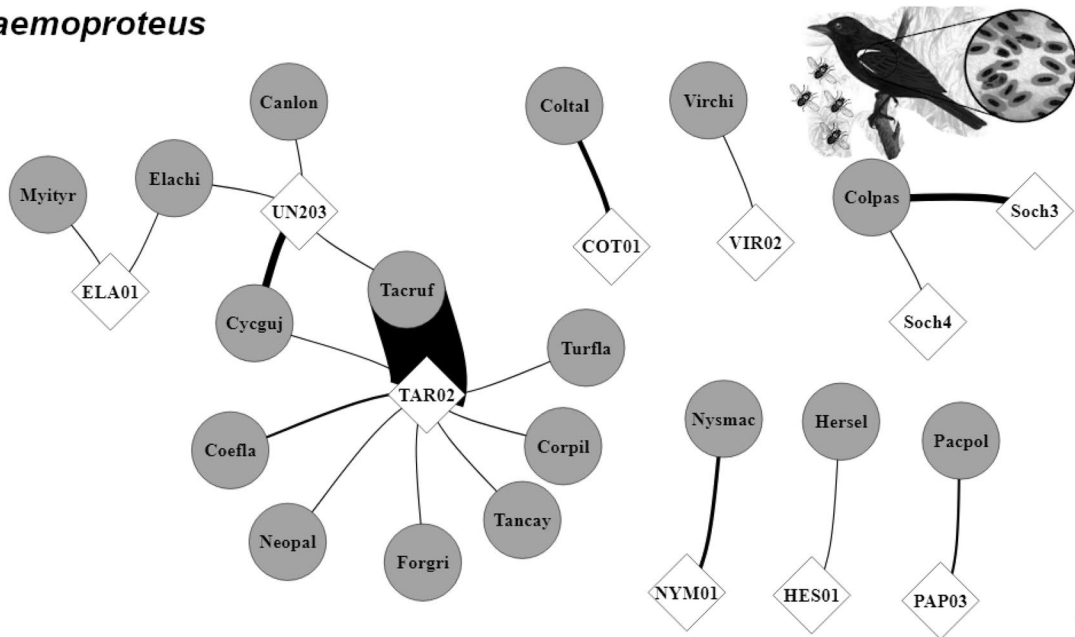 aemoproteus
Canlon
Coltal
Virchi
Myityr
Elachi
UN203
Colpas
Soch3
ELA01
COT01
VIR02
Tacruf
Cycguj
Soch4
Turfla
TAR02
Coefla
Corpil
Nysmac
Hersel
Pacpol
Neopal
Tancay
Forgri
NYM01
HES01
PAP03